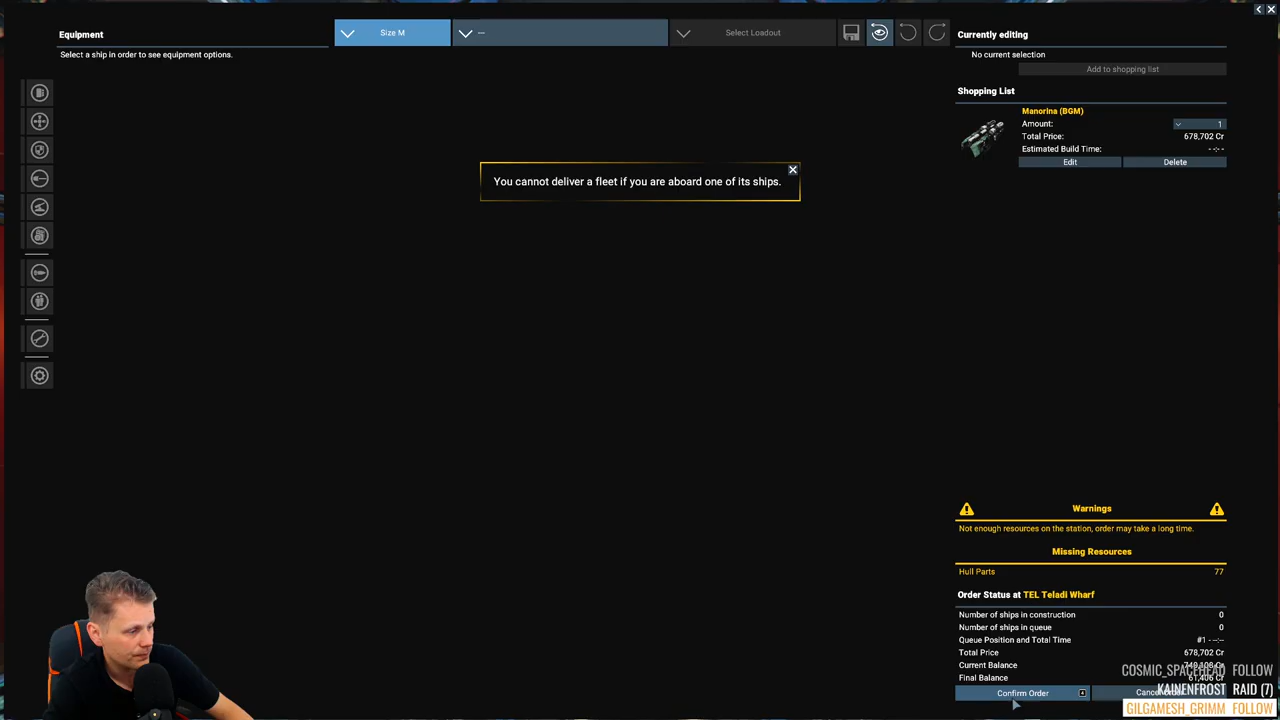 Equipment
Select a ship in order to see equipment options.
Size M
--
Select Loadout
Currently editing
No current selection
Add to shopping list
Shopping List
Manorina (BGM)
Amount: 1
Total Price: 678,702 Cr
Estimated Build Time: --:--
Edit Delete
You cannot deliver a fleet if you are aboard one of its ships.
Warnings
Not enough resources on the station, order may take a long time.
Missing Resources
Hull Parts 77
Order Status at TEL Teladi Wharf
Number of ships in construction 0
Number of ships in queue 0
Queue Position and Total Time #1 - --:--
Total Price 678,702 Cr
Current Balance
Final Balance 61,406 Cr
Confirm Order
COSMIC_SPACEHEAD FOLLOW
KAINENFROST RAID (7)
GILGAMESH_GRIMM FOLLOW